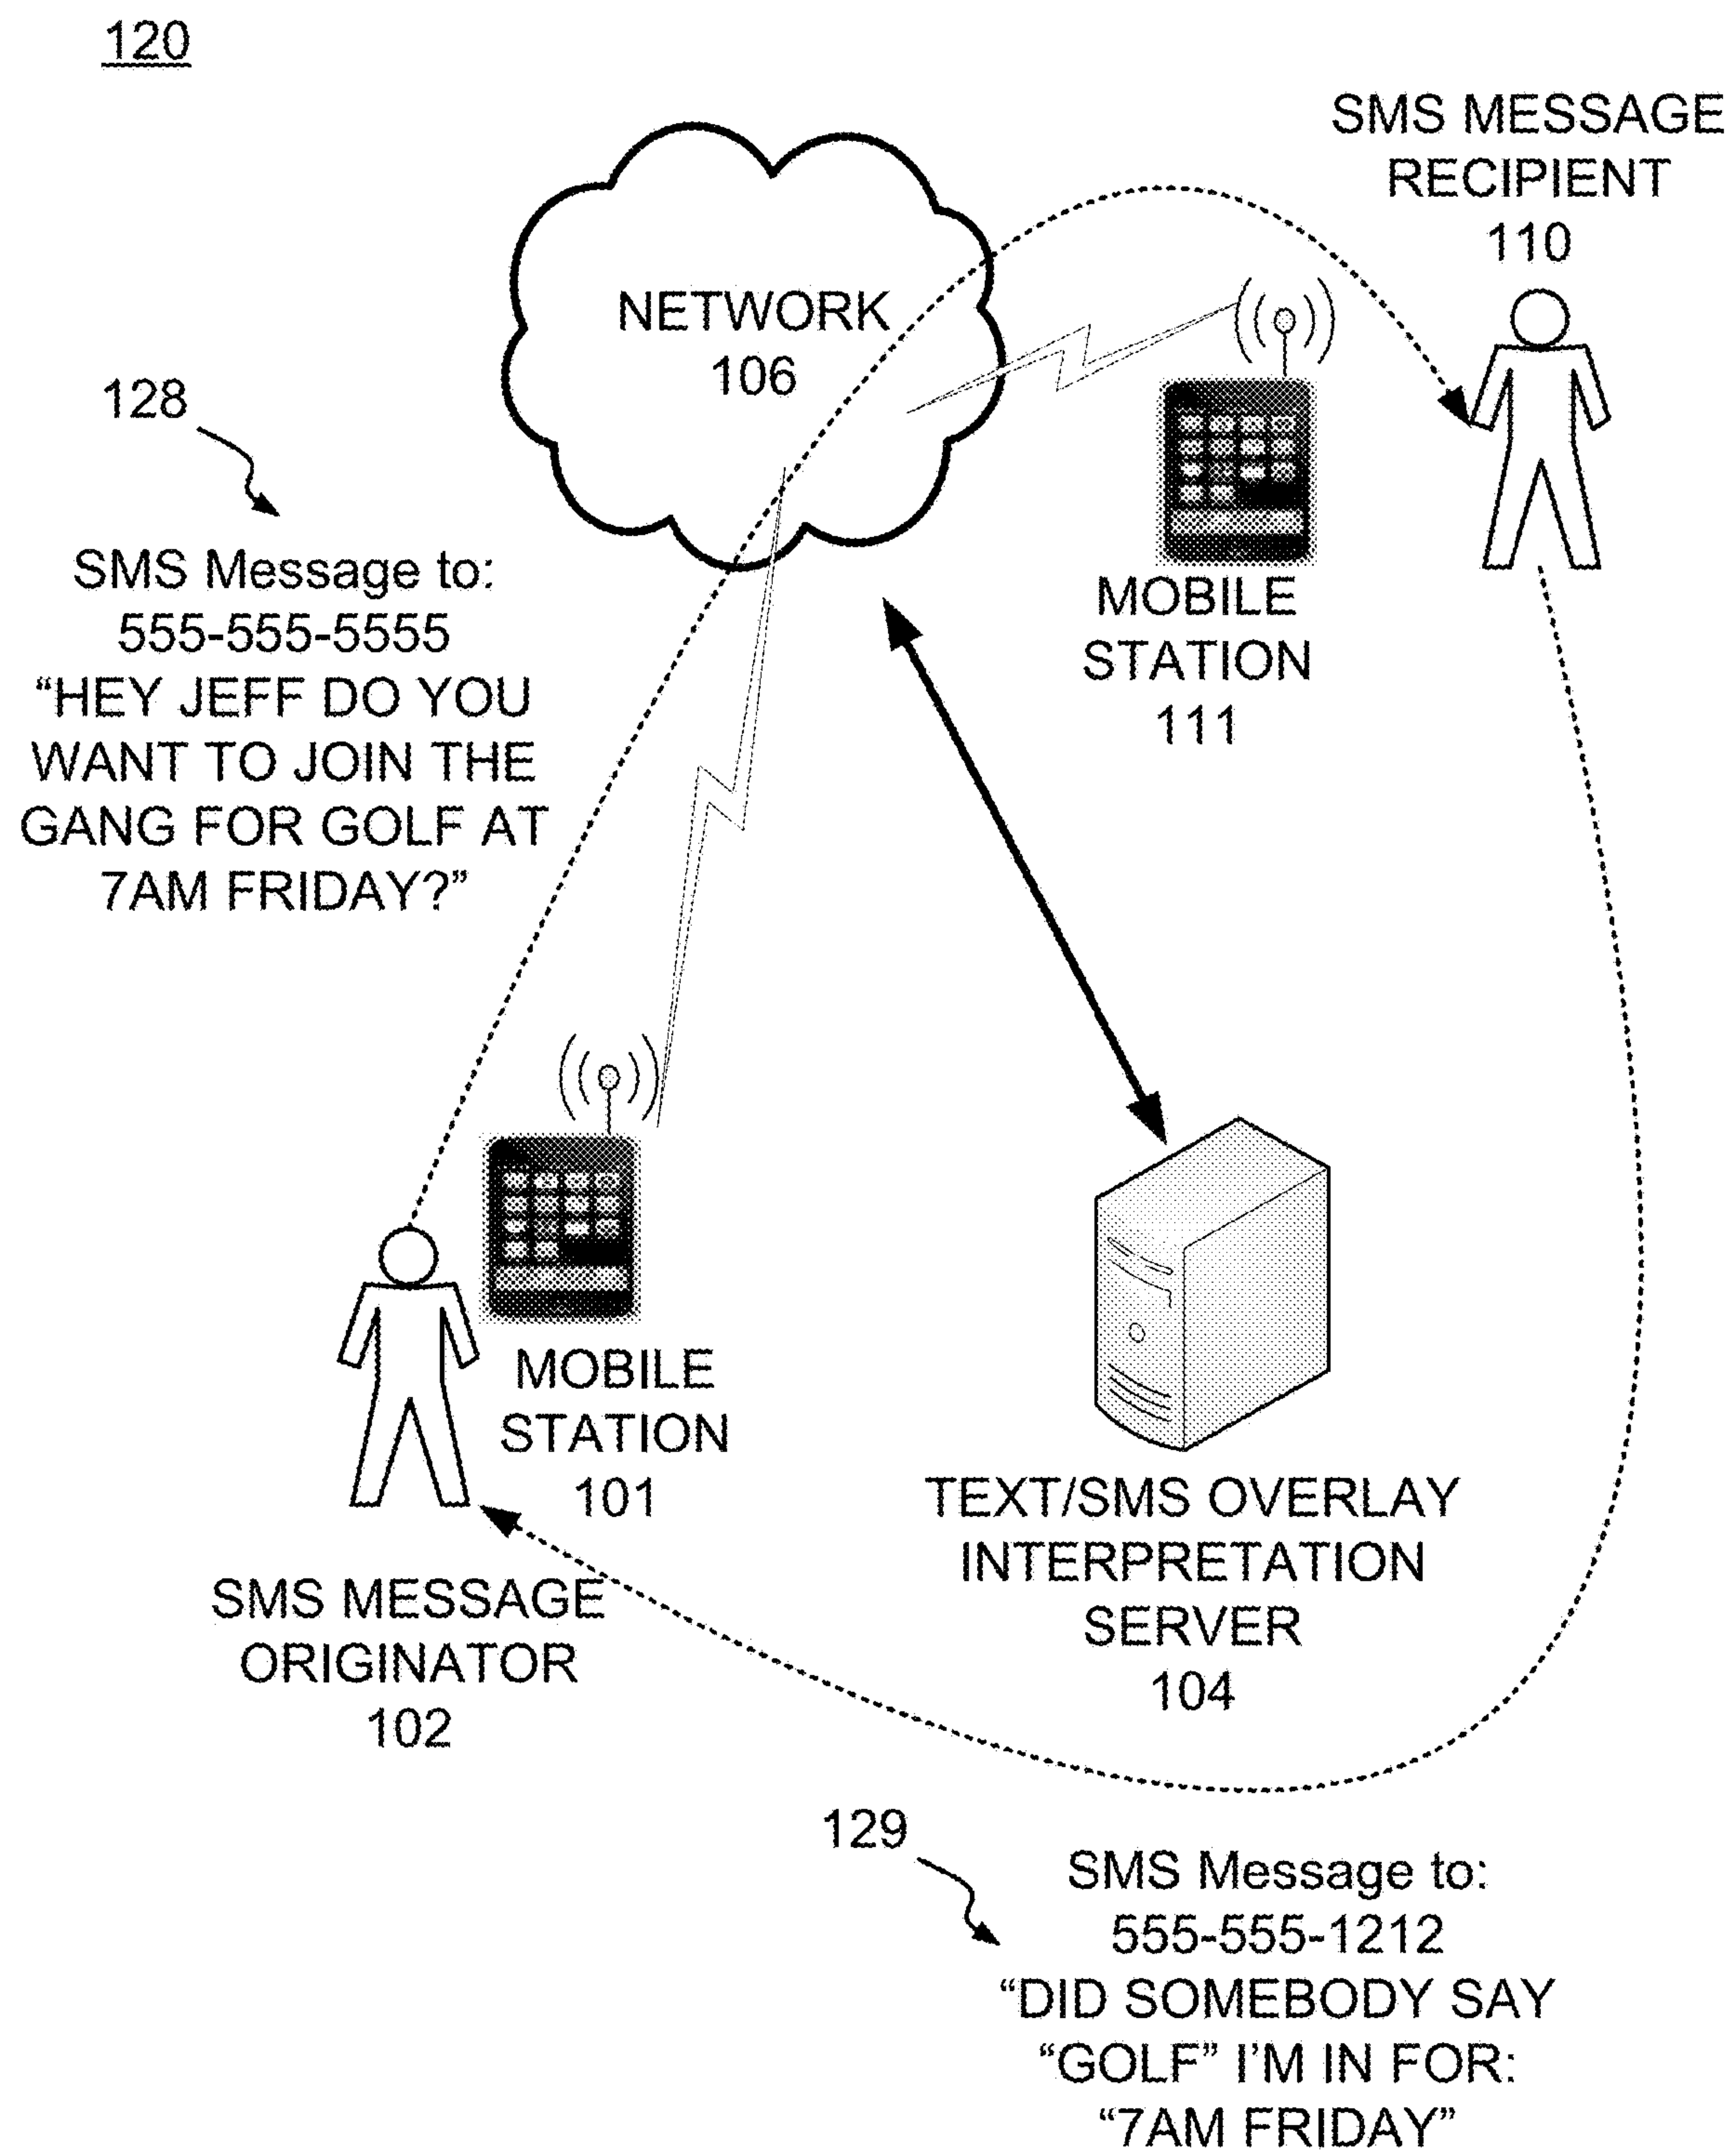 120
SMS MESSAGE
RECIPIENT
110
NETWORK
106
128
SMS Message to:
555-555-5555
“HEY JEFF DO YOU
WANT TO JOIN THE
GANG FOR GOLF AT
7AM FRIDAY?”
MOBILE
STATION
111
MOBILE
STATION
101
SMS MESSAGE
ORIGINATOR
102
TEXT/SMS OVERLAY
INTERPRETATION
SERVER
104
129
SMS Message to:
555-555-1212
“DID SOMEBODY SAY
“GOLF” I’M IN FOR:
“7AM FRIDAY”